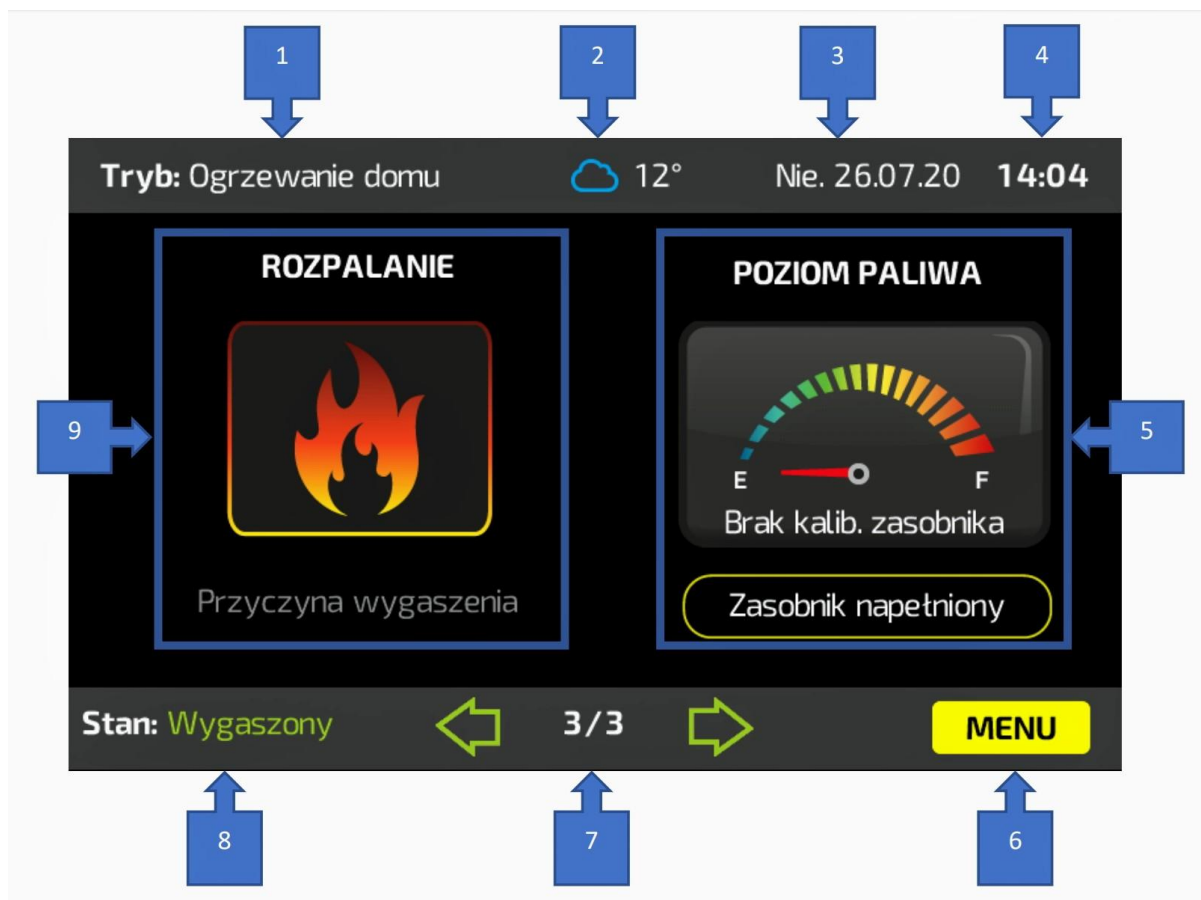 1
2
3
4
Tryb: Ogrzewanie domu
12°
Nie. 26.07.20
14:04
ROZPALANIE
Przyczyna wygaszenia
POZIOM PALIWA
E
F
Brak kalib. zasobnika
Zasobnik napełniony
9
5
Stan: Wygaszony
3/3
MENU
8
7
6